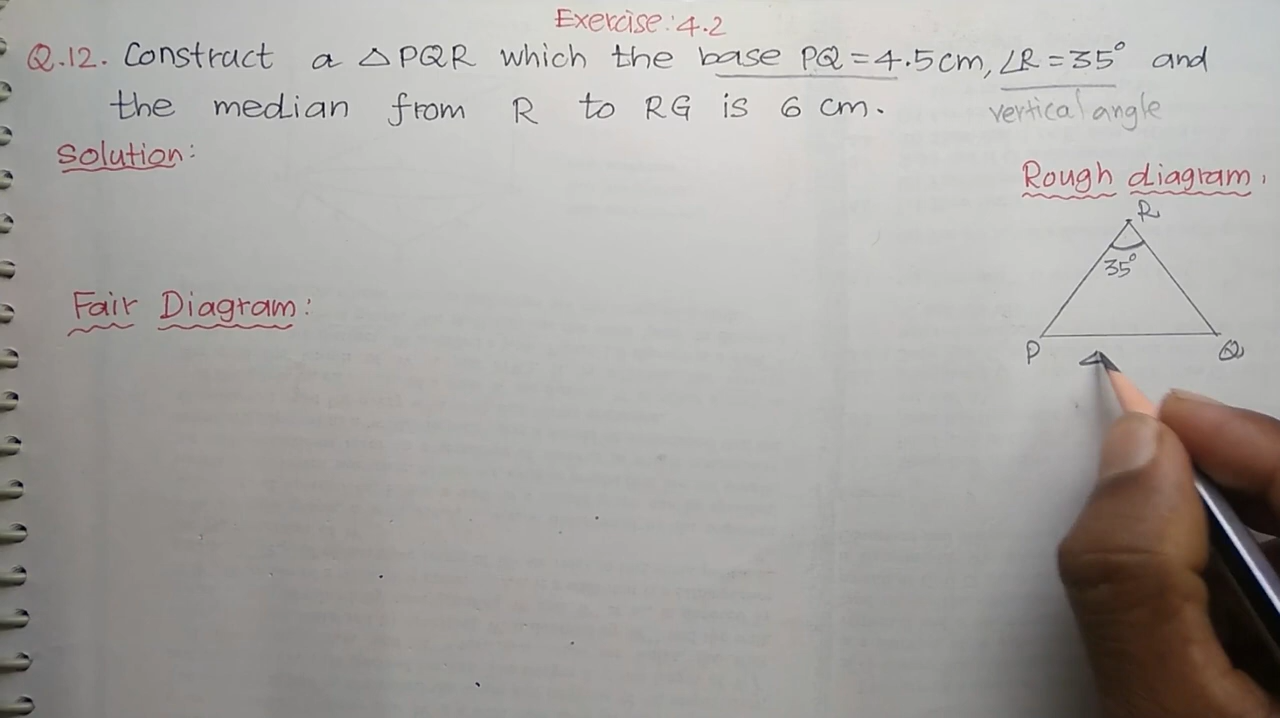 Exercise: 4.2
Q.12. Construct a △PQR which the base PQ = 4.5cm, ∠R = 35° and
the median from R to RG is 6 cm.
vertical angle
Solution:
Rough diagram.
R
35°
P Q
4
Fair Diagram: